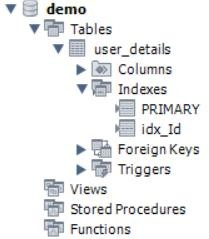 demo
Tables
user_details
Columns
Indexes
PRIMARY
idx_Id
Foreign Keys
Triggers
Views
Stored Procedures
Functions